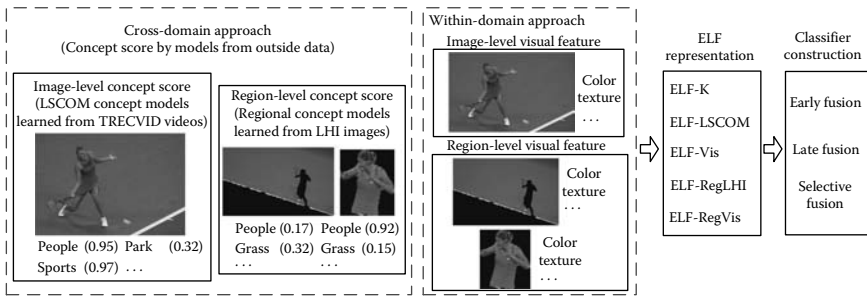 Cross-domain approach
(Concept score by models from outside data)
Image-level concept score
(LSCOM concept models
learned from TRECVID videos)
People (0.95) Park (0.32)
Sports (0.97) ...
Region-level concept score
(Regional concept models
learned from LHI images)
People (0.17) People (0.92)
Grass (0.32) Grass (0.15)
... ...
Within-domain approach
Image-level visual feature
Color
texture
...
Region-level visual feature
Color
texture
...
Color
texture
...
ELF
representation
ELF-K
ELF-LSCOM
ELF-Vis
ELF-RegLHI
ELF-RegVis
Classifier
construction
Early fusion
Late fusion
Selective
fusion